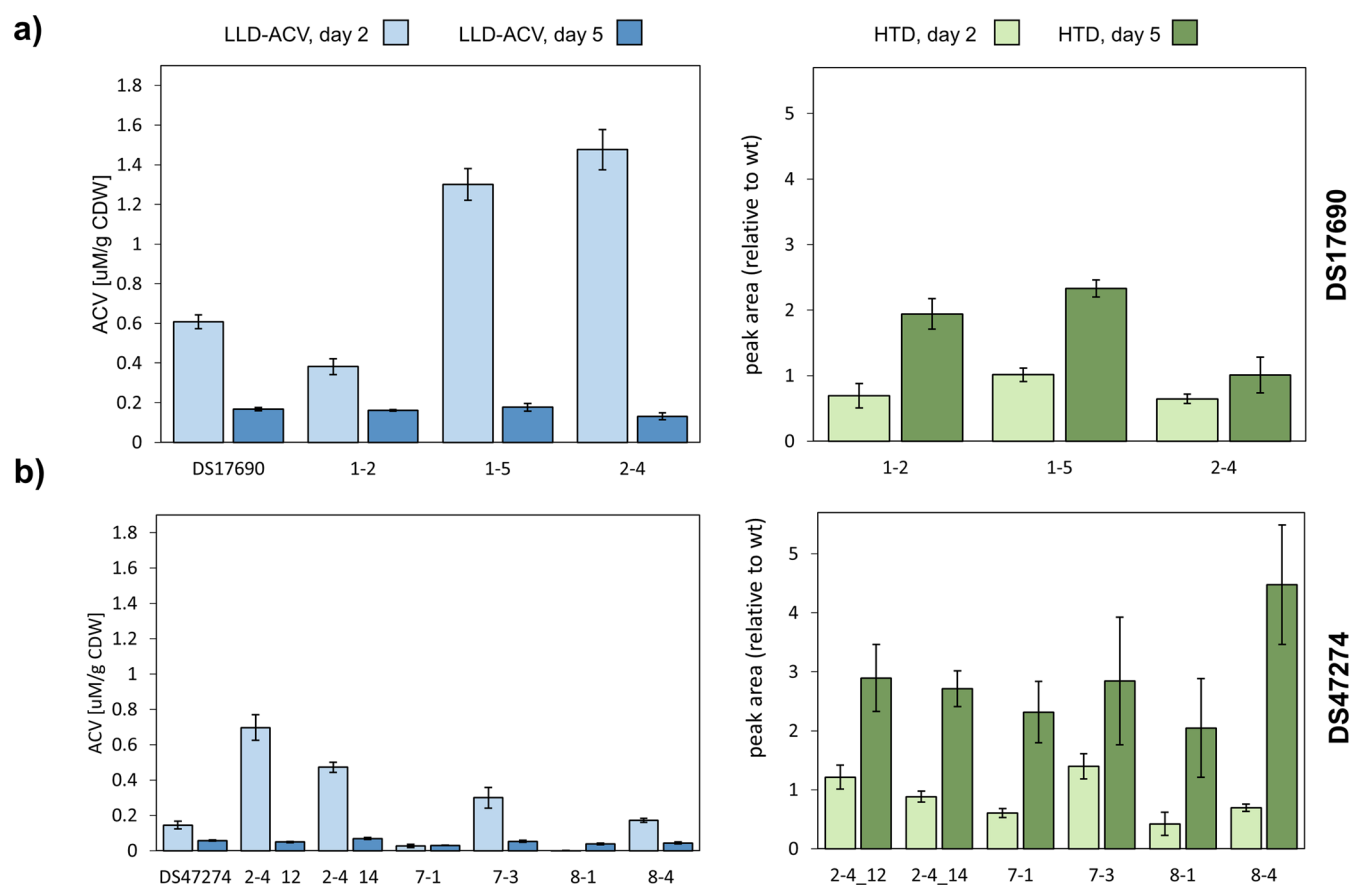 a)
LLD-ACV, day 2 LLD-ACV, day 5
HTD, day 2 HTD, day 5
ACV [uM/g CDW]
1.8
1.6
1.4
1.2
1
0.8
0.6
0.4
0.2
0
DS17690 1-2 1-5 2-4
peak area (relative to wt)
5
4
3
2
1
0
1-2 1-5 2-4
DS17690
b)
ACV [uM/g CDW]
1.8
1.6
1.4
1.2
1
0.8
0.6
0.4
0.2
0
DS47274 2-4 12 2-4 14 7-1 7-3 8-1 8-4
peak area (relative to wt)
5
4
3
2
1
0
2-4_12 2-4_14 7-1 7-3 8-1 8-4
DS47274